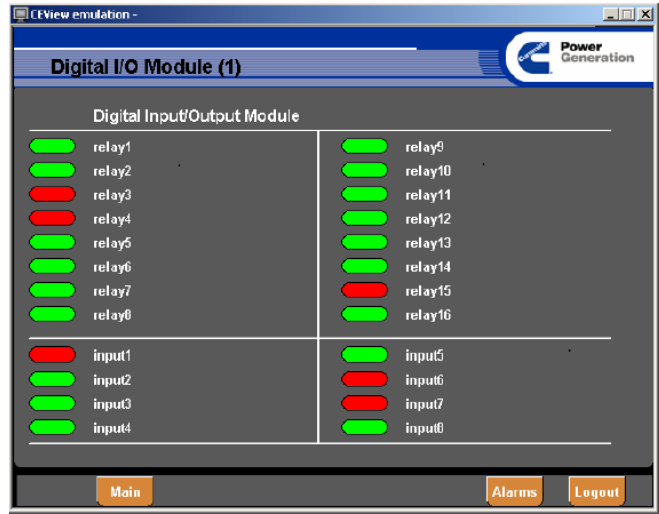 CEView emulation -
Digital I/O Module (1)
Cummins
Power
Generation
Digital Input/Output Module
relay1
relay2
relay3
relay4
relay5
relay6
relay7
relay8
relay9
relay10
relay11
relay12
relay13
relay14
relay15
relay16
input1
input2
input3
input4
input5
input6
input7
input8
Main
Alarms
Logout